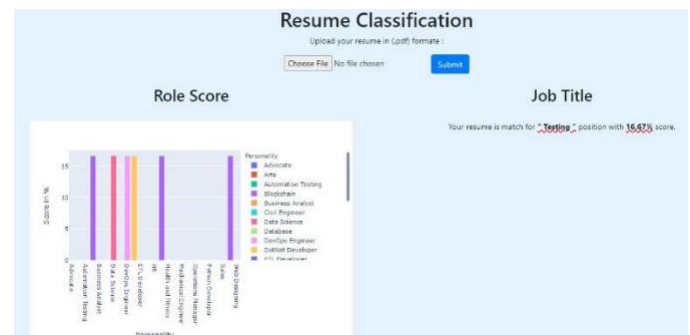 Resume Classification
Upload your resume in (.pdf) formate :
Choose File No file chosen
Submit
Role Score
Job Title
Your resume is match for " Testing " position with 16.67% score.
Personality
Advocate
Arts
Automation Testing
Blockchain
Business Analyst
Civil Engineer
Data Science
Database
DevOps Engineer
DotNet Developer
ETL Developer
Score in %
15
10
5
0
Advocate
Automation Testing
Business Analyst
Data Science
DevOps Engineer
ETL Developer
HR
Health and fitness
Mechanical Engineer
Operations Manager
Python Developer
Sales
Web Designing
Personality